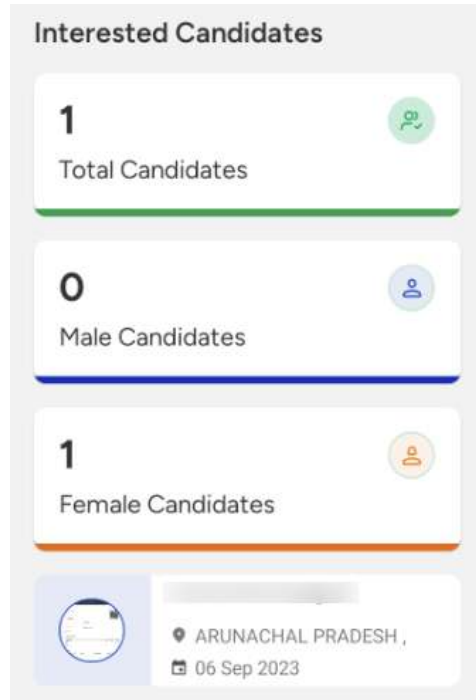 Interested Candidates
1
Total Candidates
0
Male Candidates
1
Female Candidates
ARUNACHAL PRADESH ,
06 Sep 2023